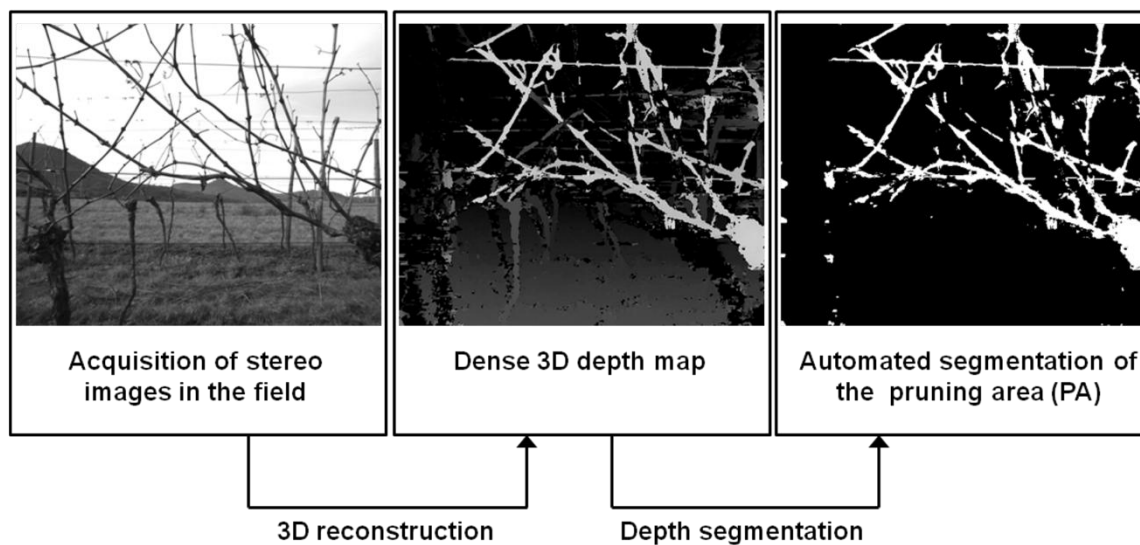 Acquisition of stereo
images in the field
Dense 3D depth map
Automated segmentation of
the pruning area (PA)
3D reconstruction
Depth segmentation